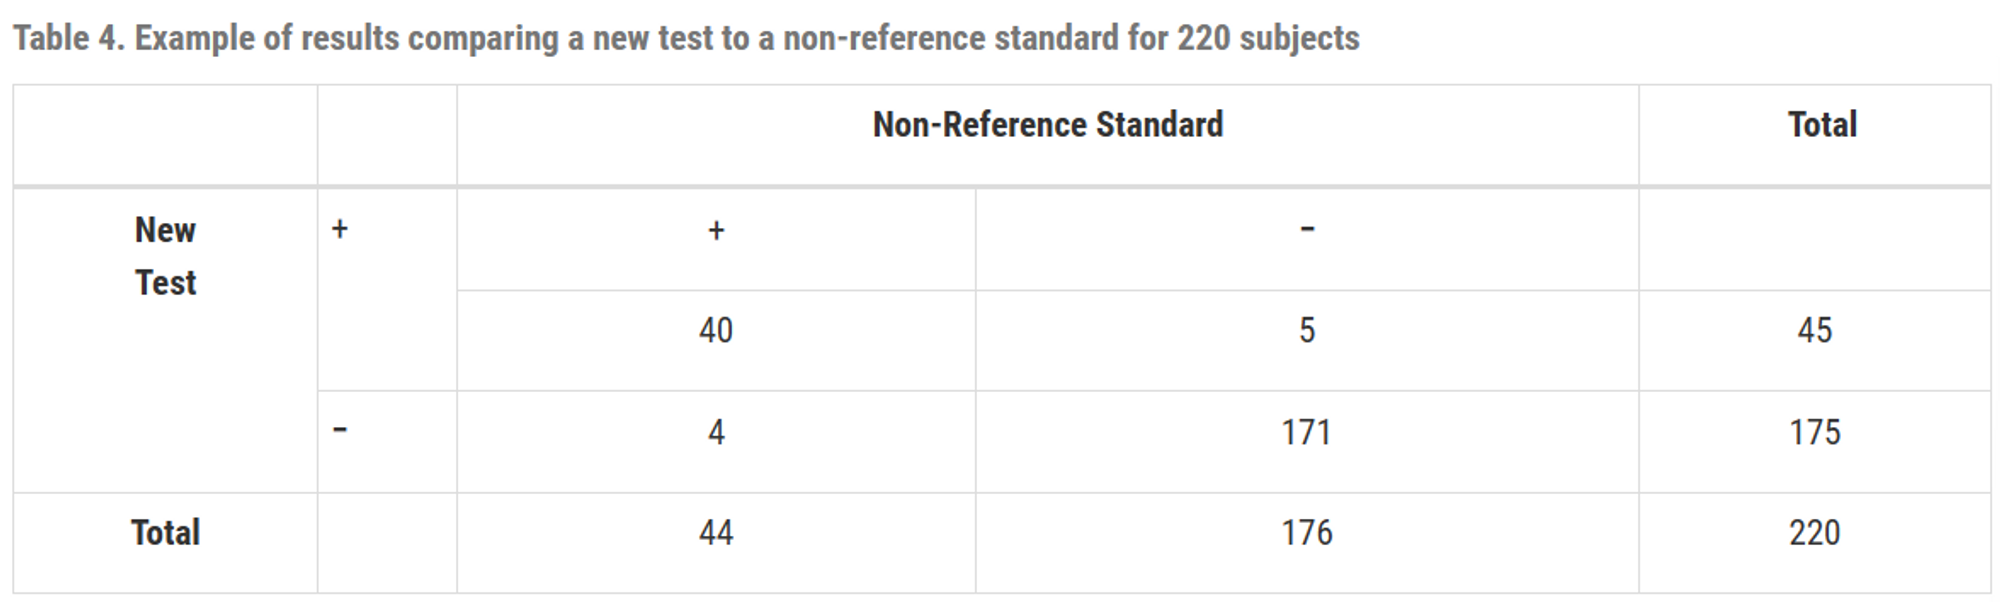 Table 4. Example of results comparing a new test to a non-reference standard for 220 subjects
Non-Reference Standard Total
New Test + + −
40 5 45
− 4 171 175
Total 44 176 220